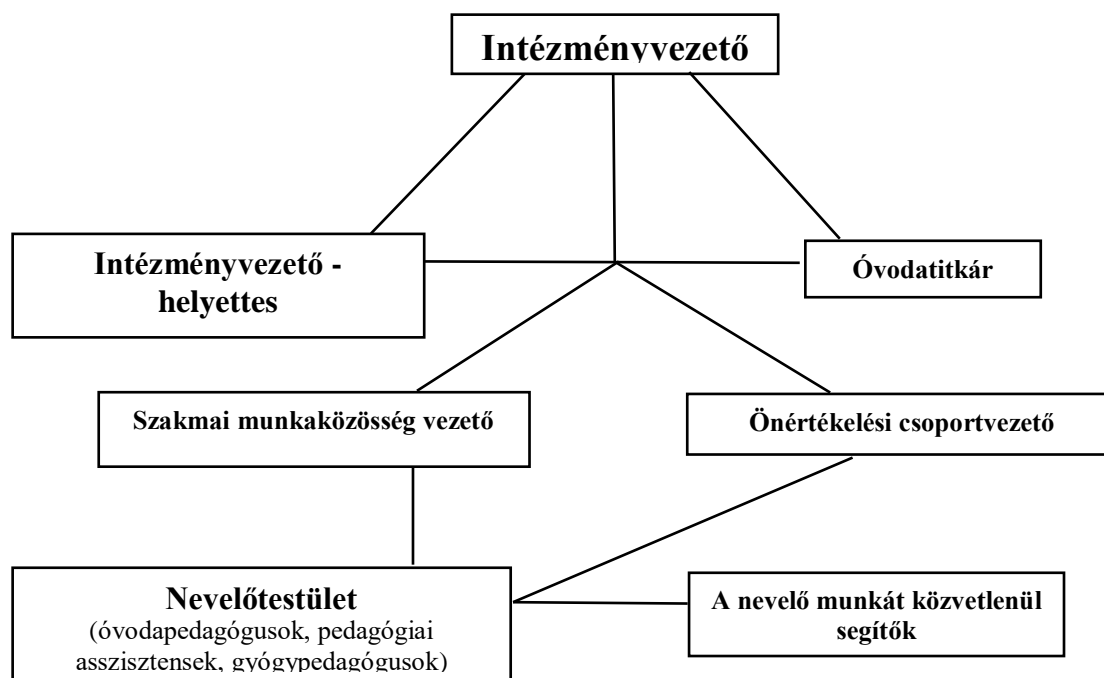 Intézményvezető
Intézményvezető -
helyettes
Óvodatitkár
Szakmai munkaközösség vezető
Önértékelési csoportvezető
Nevelőtestület
(óvodapedagógusok, pedagógiai
asszisztensek, gyógypedagógusok)
A nevelő munkát közvetlenül
segítők